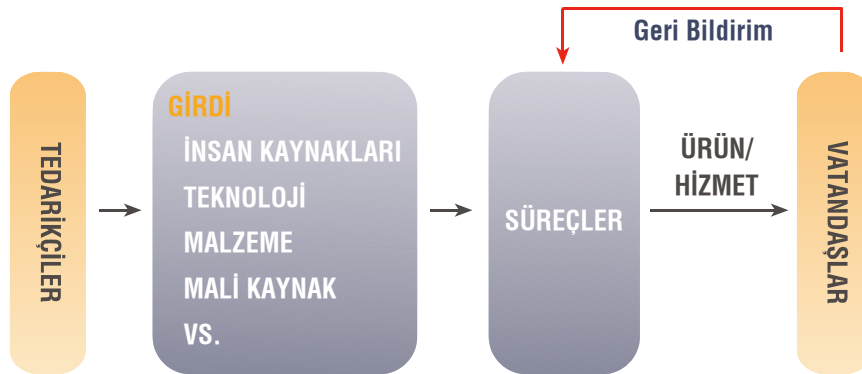 Geri Bildirim
TEDARİKÇİLER
GİRDİ
İNSAN KAYNAKLARI
TEKNOLOJİ
MALZEME
MALİ KAYNAK
VS.
SÜREÇLER
ÜRÜN/
HİZMET
VATANDAŞLAR